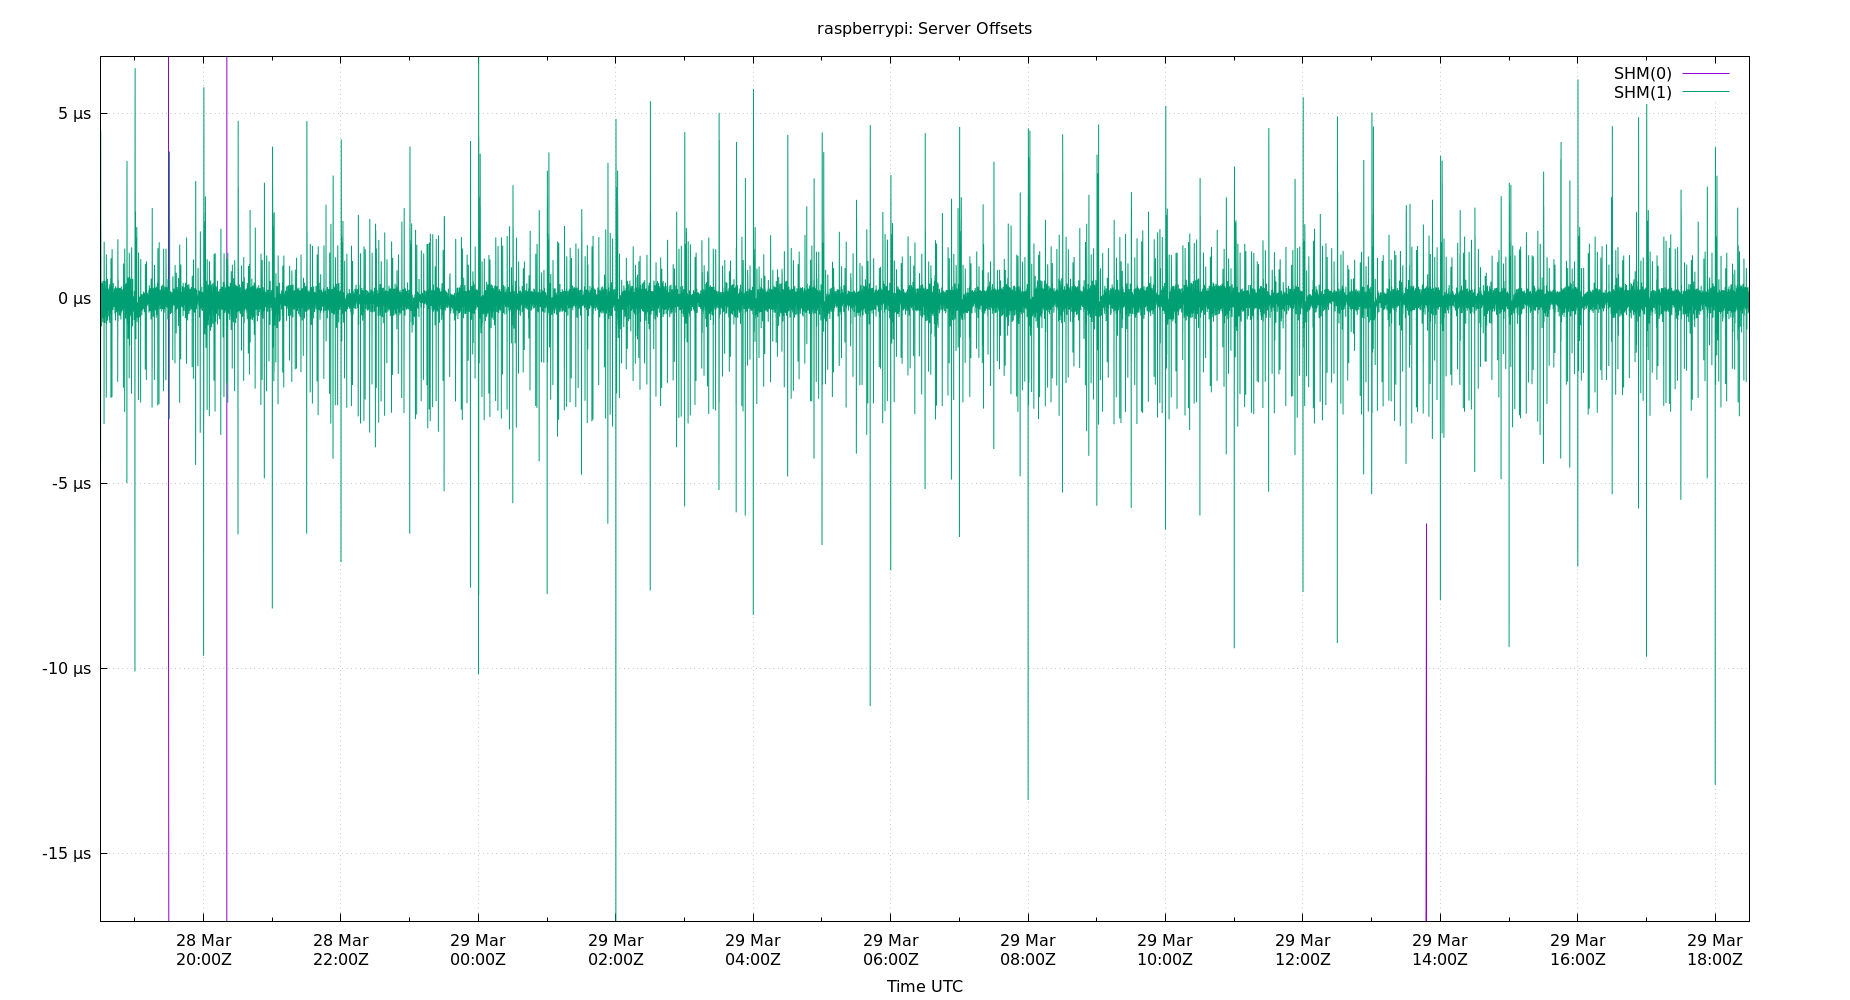 raspberrypi: Server Offsets
SHM(0)
SHM(1)
5 µs
0 µs
-5 µs
-10 µs
-15 µs
28 Mar 28 Mar 29 Mar 29 Mar 29 Mar 29 Mar 29 Mar 29 Mar 29 Mar 29 Mar 29 Mar 29 Mar
20:00Z 22:00Z 00:00Z 02:00Z 04:00Z 06:00Z 08:00Z 10:00Z 12:00Z 14:00Z 16:00Z 18:00Z
Time UTC